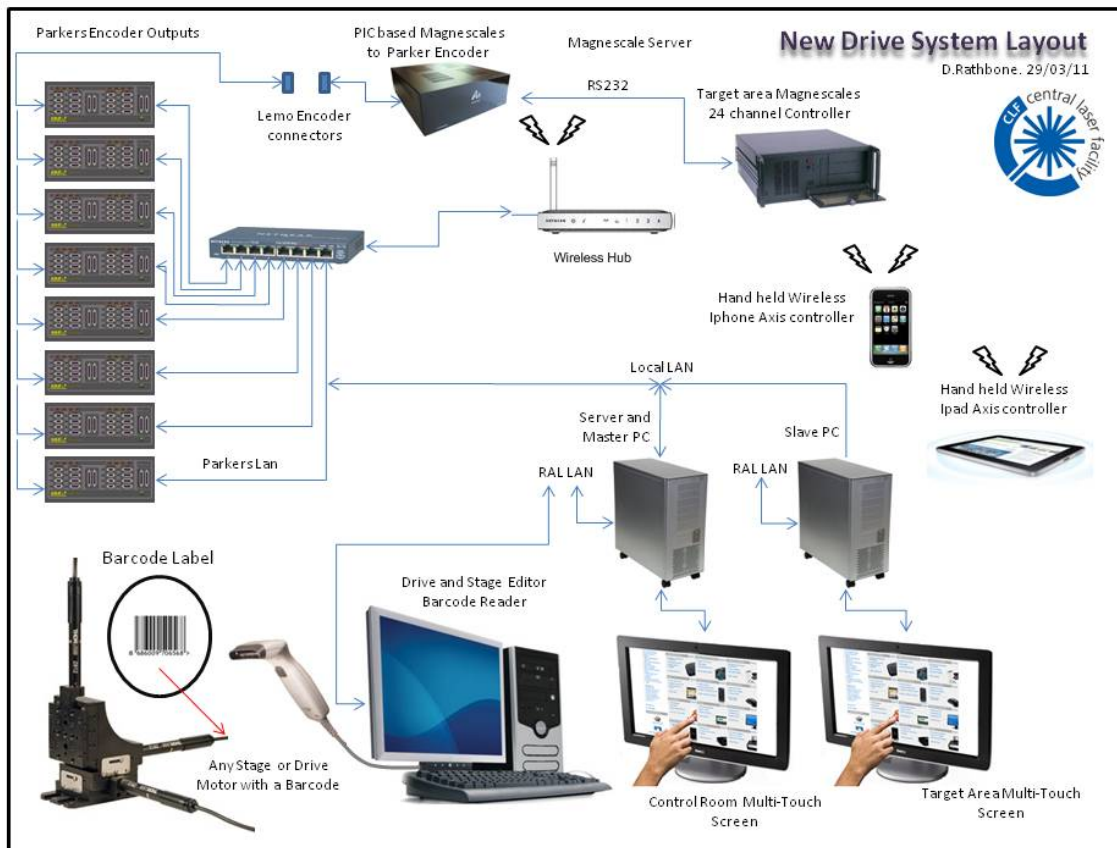 Parkers Encoder Outputs
PIC based Magnescales
to Parker Encoder
Magnescale Server
New Drive System Layout
D.Rathbone. 29/03/11
RS232
Target area Magnescales
24 channel Controller
Lemo Encoder
connectors
CLF central laser facility
NETGEAR
Wireless Hub
Hand held Wireless
Iphone Axis controller
Local LAN
Hand held Wireless
Ipad Axis controller
Server and
Master PC
Slave PC
Parkers Lan
RAL LAN
RAL LAN
Barcode Label
Drive and Stage Editor
Barcode Reader
Any Stage or Drive
Motor with a Barcode
Control Room Multi-Touch
Screen
Target Area Multi-Touch
Screen